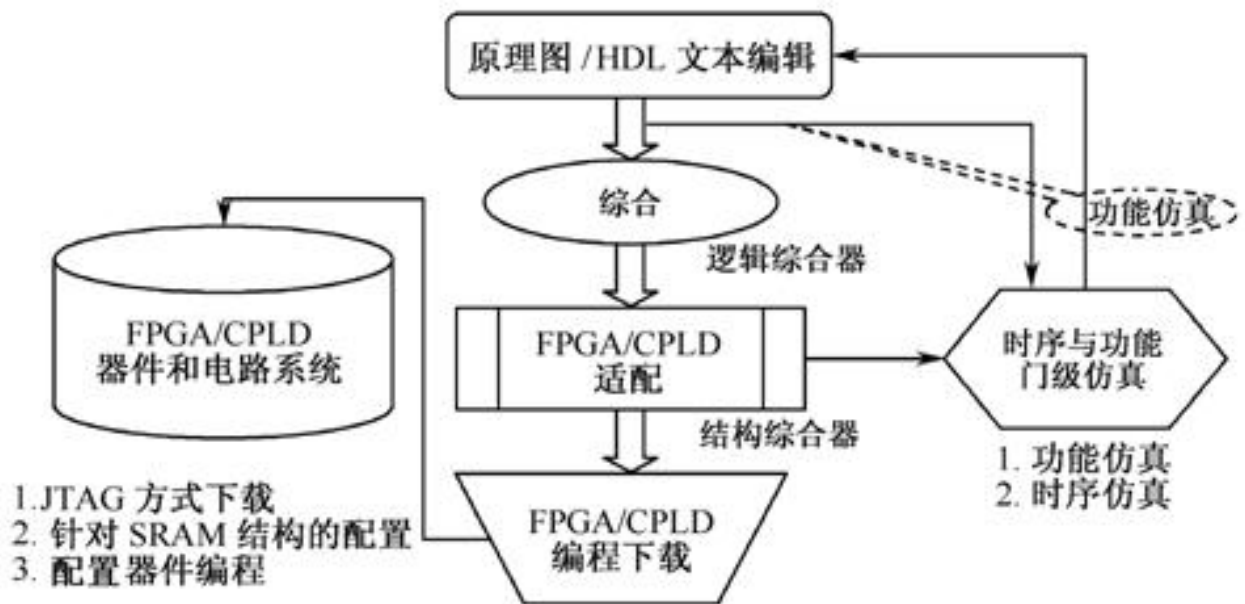 原理图/HDL 文本编辑
综合
功能仿真
逻辑综合器
FPGA/CPLD
器件和电路系统
FPGA/CPLD
适配
时序与功能
门级仿真
结构综合器
1. 功能仿真
2. 时序仿真
1.JTAG 方式下载
2. 针对 SRAM 结构的配置
3. 配置器件编程
FPGA/CPLD
编程下载